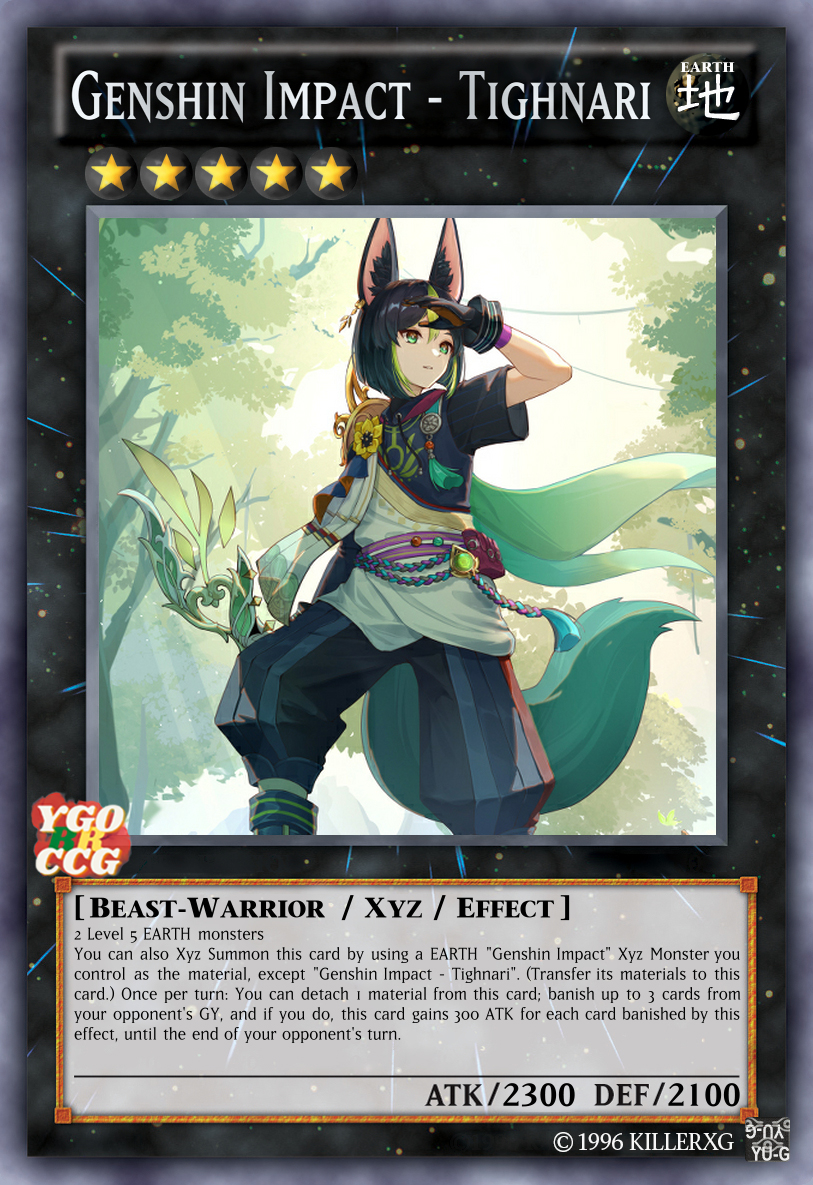 Genshin Impact - Tighnari
EARTH
地
YGO
RR
CCG
[ Beast-Warrior / Xyz / Effect ]
2 Level 5 EARTH monsters
You can also Xyz Summon this card by using a EARTH "Genshin Impact" Xyz Monster you
control as the material, except "Genshin Impact - Tighnari". (Transfer its materials to this
card.) Once per turn: You can detach 1 material from this card; banish up to 3 cards from
your opponent's GY, and if you do, this card gains 300 ATK for each card banished by this
effect, until the end of your opponent's turn.
ATK/2300 DEF/2100
© 1996 KILLERXG
YU-G
YU-G